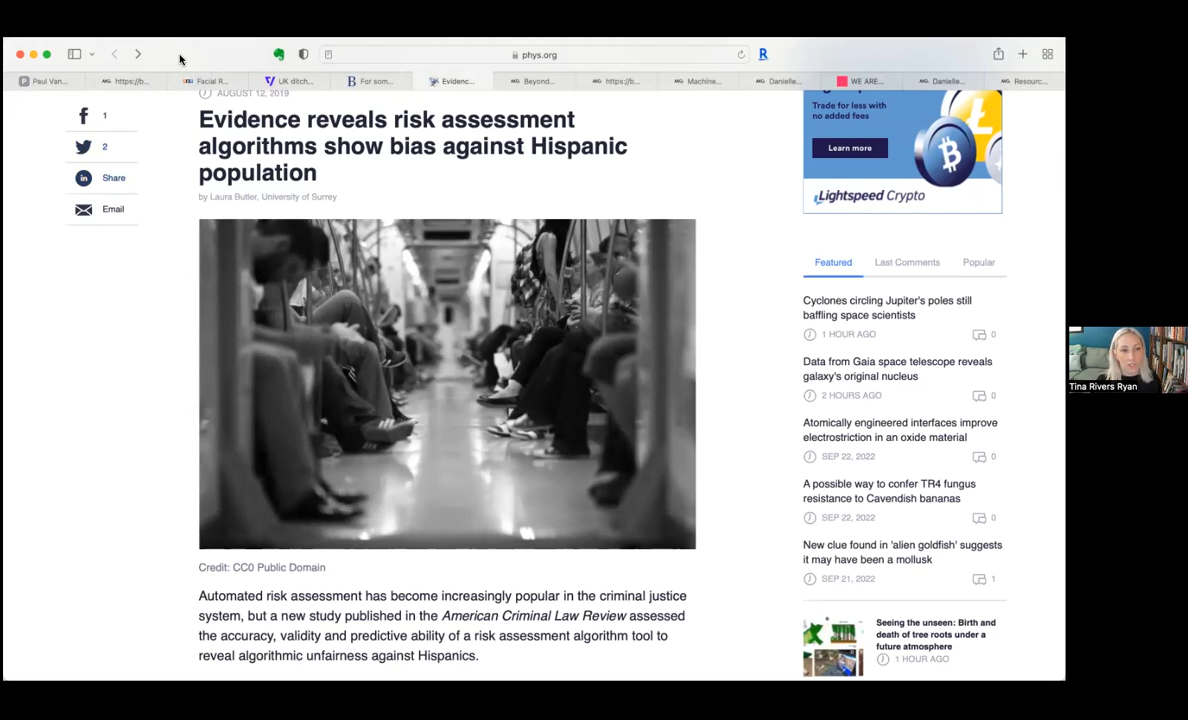 phys.org
R
Paul Van...
https://b...
Facial R...
UK ditch...
B For som...
Evidenc...
Beyond...
https://b...
Machine...
Danielle...
WE ARE...
Danielle...
Resourc...
1
2
Share
Email
AUGUST 12, 2019
Evidence reveals risk assessment
algorithms show bias against Hispanic
population
by Laura Butler, University of Surrey
Credit: CC0 Public Domain
Automated risk assessment has become increasingly popular in the criminal justice
system, but a new study published in the American Criminal Law Review assessed
the accuracy, validity and predictive ability of a risk assessment algorithm tool to
reveal algorithmic unfairness against Hispanics.
Trade for less with
no added fees
Learn more
Lightspeed Crypto
Featured
Last Comments
Popular
Cyclones circling Jupiter's poles still
baffling space scientists
1 HOUR AGO
0
Data from Gaia space telescope reveals
galaxy's original nucleus
2 HOURS AGO
0
Atomically engineered interfaces improve
electrostriction in an oxide material
SEP 22, 2022
0
A possible way to confer TR4 fungus
resistance to Cavendish bananas
SEP 22, 2022
0
New clue found in 'alien goldfish' suggests
it may have been a mollusk
SEP 21, 2022
1
Seeing the unseen: Birth and
death of tree roots under a
future atmosphere
1 HOUR AGO
Tina Rivers Ryan